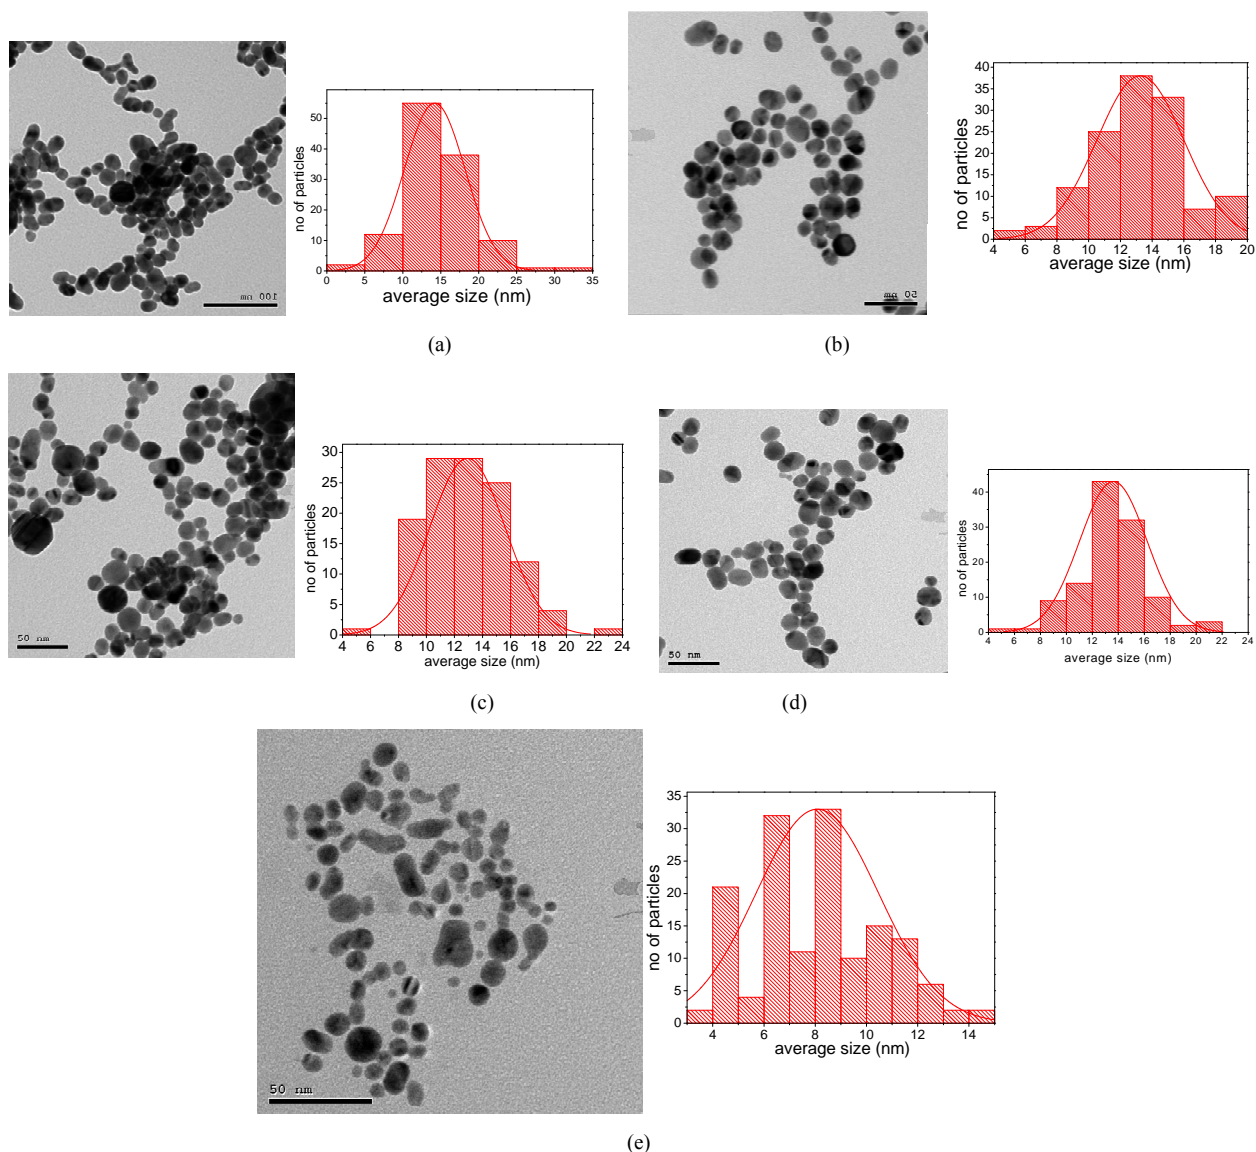 100 nm
no of particles
50
40
30
20
10
0
0 5 10 15 20 25 30 35
average size (nm)
(a)
50 nm
no of particles
40
35
30
25
20
15
10
5
0
4 6 8 10 12 14 16 18 20
average size (nm)
(b)
50 nm
no of particles
30
25
20
15
10
5
0
4 6 8 10 12 14 16 18 20 22 24
average size (nm)
(c)
50 nm
no of particles
40
30
20
10
0
4 6 8 10 12 14 16 18 20 22 24
average size (nm)
(d)
50 nm
no of particles
35
30
25
20
15
10
5
0
4 6 8 10 12 14
average size (nm)
(e)